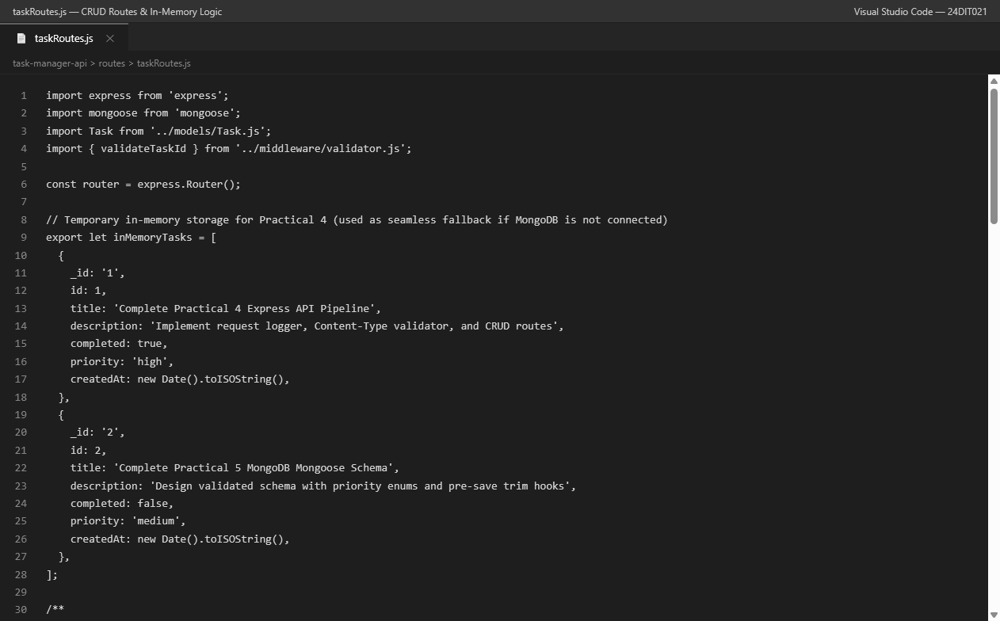 taskRoutes.js — CRUD Routes & In-Memory Logic
Visual Studio Code — 24DIT021
taskRoutes.js
task-manager-api > routes > taskRoutes.js
1 import express from 'express';
2 import mongoose from 'mongoose';
3 import Task from '../models/Task.js';
4 import { validateTaskId } from '../middleware/validator.js';
5
6 const router = express.Router();
7
8 // Temporary in-memory storage for Practical 4 (used as seamless fallback if MongoDB is not connected)
9 export let inMemoryTasks = [
10   {
11     _id: '1',
12     id: 1,
13     title: 'Complete Practical 4 Express API Pipeline',
14     description: 'Implement request logger, Content-Type validator, and CRUD routes',
15     completed: true,
16     priority: 'high',
17     createdAt: new Date().toISOString(),
18   },
19   {
20     _id: '2',
21     id: 2,
22     title: 'Complete Practical 5 MongoDB Mongoose Schema',
23     description: 'Design validated schema with priority enums and pre-save trim hooks',
24     completed: false,
25     priority: 'medium',
26     createdAt: new Date().toISOString(),
27   },
28 ];
29
30 /**